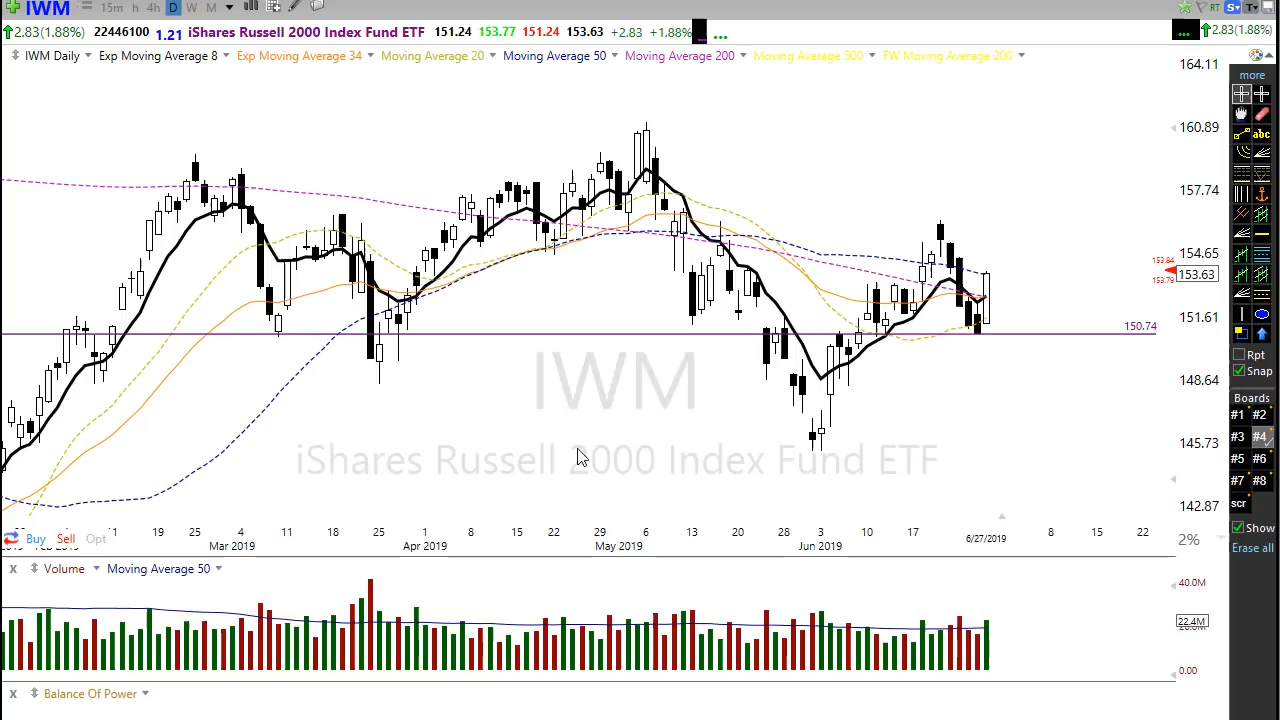 IWM 15m h 4h D W M RT S T
2.83(1.88%) 22446100 1.21 iShares Russell 2000 Index Fund ETF 151.24 153.77 151.24 153.63 +2.83 +1.88% ... ... 2.83(1.88%)
IWM Daily Exp Moving Average 8 Exp Moving Average 34 Moving Average 20 Moving Average 50 Moving Average 200 Moving Average 500 FW Moving Average 200
164.11
more
160.89
abc
157.74
154.65
153.84
153.63
153.79
151.61
150.74
Rpt
Snap
148.64
145.73
142.87
IWM
iShares Russell 2000 Index Fund ETF
Boards
#1 #2
#3 #4
#5 #6
#7 #8
scr
Show
Erase all
11 19 25 4 11 18 25 1 8 15 22 29 6 13 20 28 3 10 17 6/27/2019 8 15 22
Mar 2019 Apr 2019 May 2019 Jun 2019
Buy Sell Opt
2%
x Volume Moving Average 50
40.0M
22.4M
0.00
x Balance Of Power